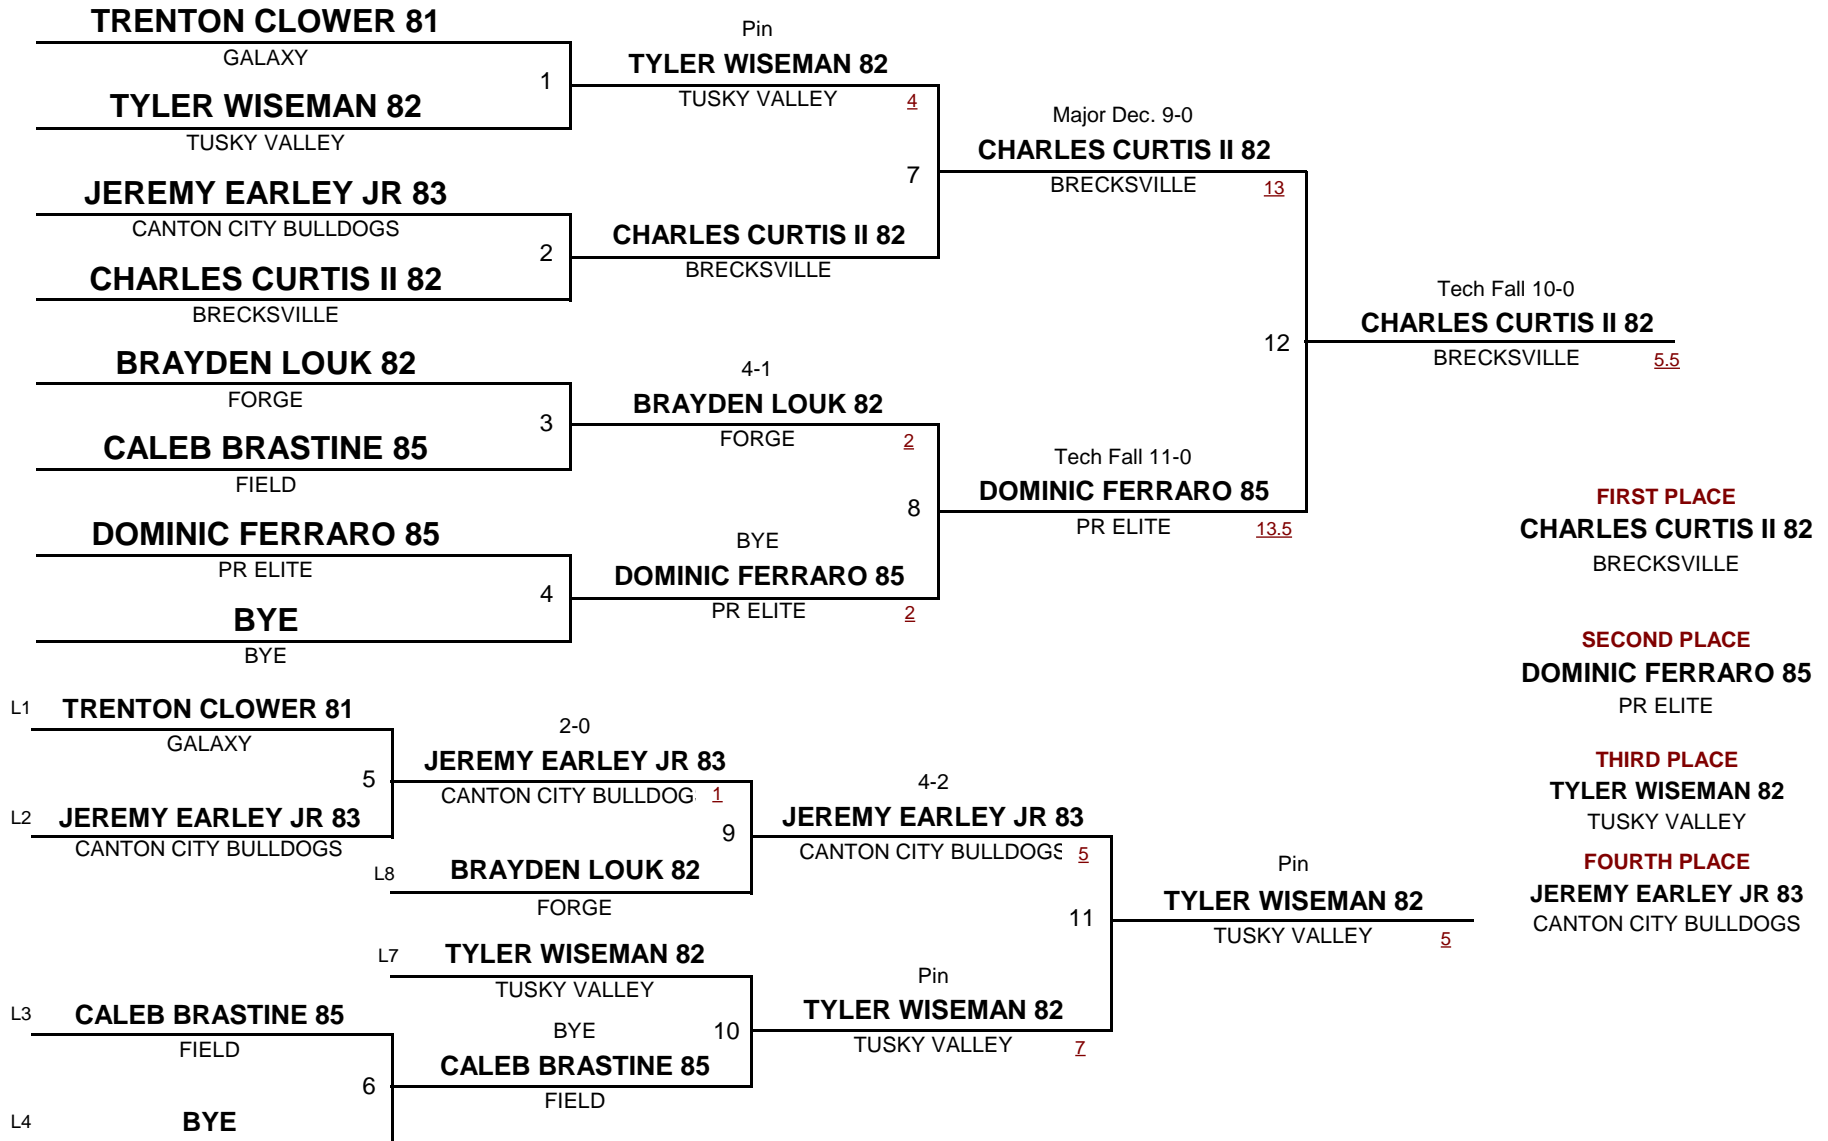 TRENTON CLOWER 81
GALAXY
1
TYLER WISEMAN 82
TUSKY VALLEY
Pin
TYLER WISEMAN 82
TUSKY VALLEY 4
JEREMY EARLEY JR 83
CANTON CITY BULLDOGS
2
CHARLES CURTIS II 82
BRECKSVILLE
CHARLES CURTIS II 82
BRECKSVILLE
7
Major Dec. 9-0
CHARLES CURTIS II 82
BRECKSVILLE 13
BRAYDEN LOUK 82
FORGE
3
CALEB BRASTINE 85
FIELD
4-1
BRAYDEN LOUK 82
FORGE 2
DOMINIC FERRARO 85
PR ELITE
4
BYE
BYE
BYE
DOMINIC FERRARO 85
PR ELITE 2
8
Tech Fall 11-0
DOMINIC FERRARO 85
PR ELITE 13.5
12
Tech Fall 10-0
CHARLES CURTIS II 82
BRECKSVILLE 5.5
FIRST PLACE
CHARLES CURTIS II 82
BRECKSVILLE
SECOND PLACE
DOMINIC FERRARO 85
PR ELITE
THIRD PLACE
TYLER WISEMAN 82
TUSKY VALLEY
FOURTH PLACE
JEREMY EARLEY JR 83
CANTON CITY BULLDOGS
L1 TRENTON CLOWER 81
GALAXY
5
L2 JEREMY EARLEY JR 83
CANTON CITY BULLDOGS
2-0
JEREMY EARLEY JR 83
CANTON CITY BULLDOG 1
9
L8 BRAYDEN LOUK 82
FORGE
4-2
JEREMY EARLEY JR 83
CANTON CITY BULLDOGS 5
L7 TYLER WISEMAN 82
TUSKY VALLEY
L3 CALEB BRASTINE 85
FIELD
6
L4 BYE
BYE
CALEB BRASTINE 85
FIELD
10
Pin
TYLER WISEMAN 82
TUSKY VALLEY 7
11
Pin
TYLER WISEMAN 82
TUSKY VALLEY 5